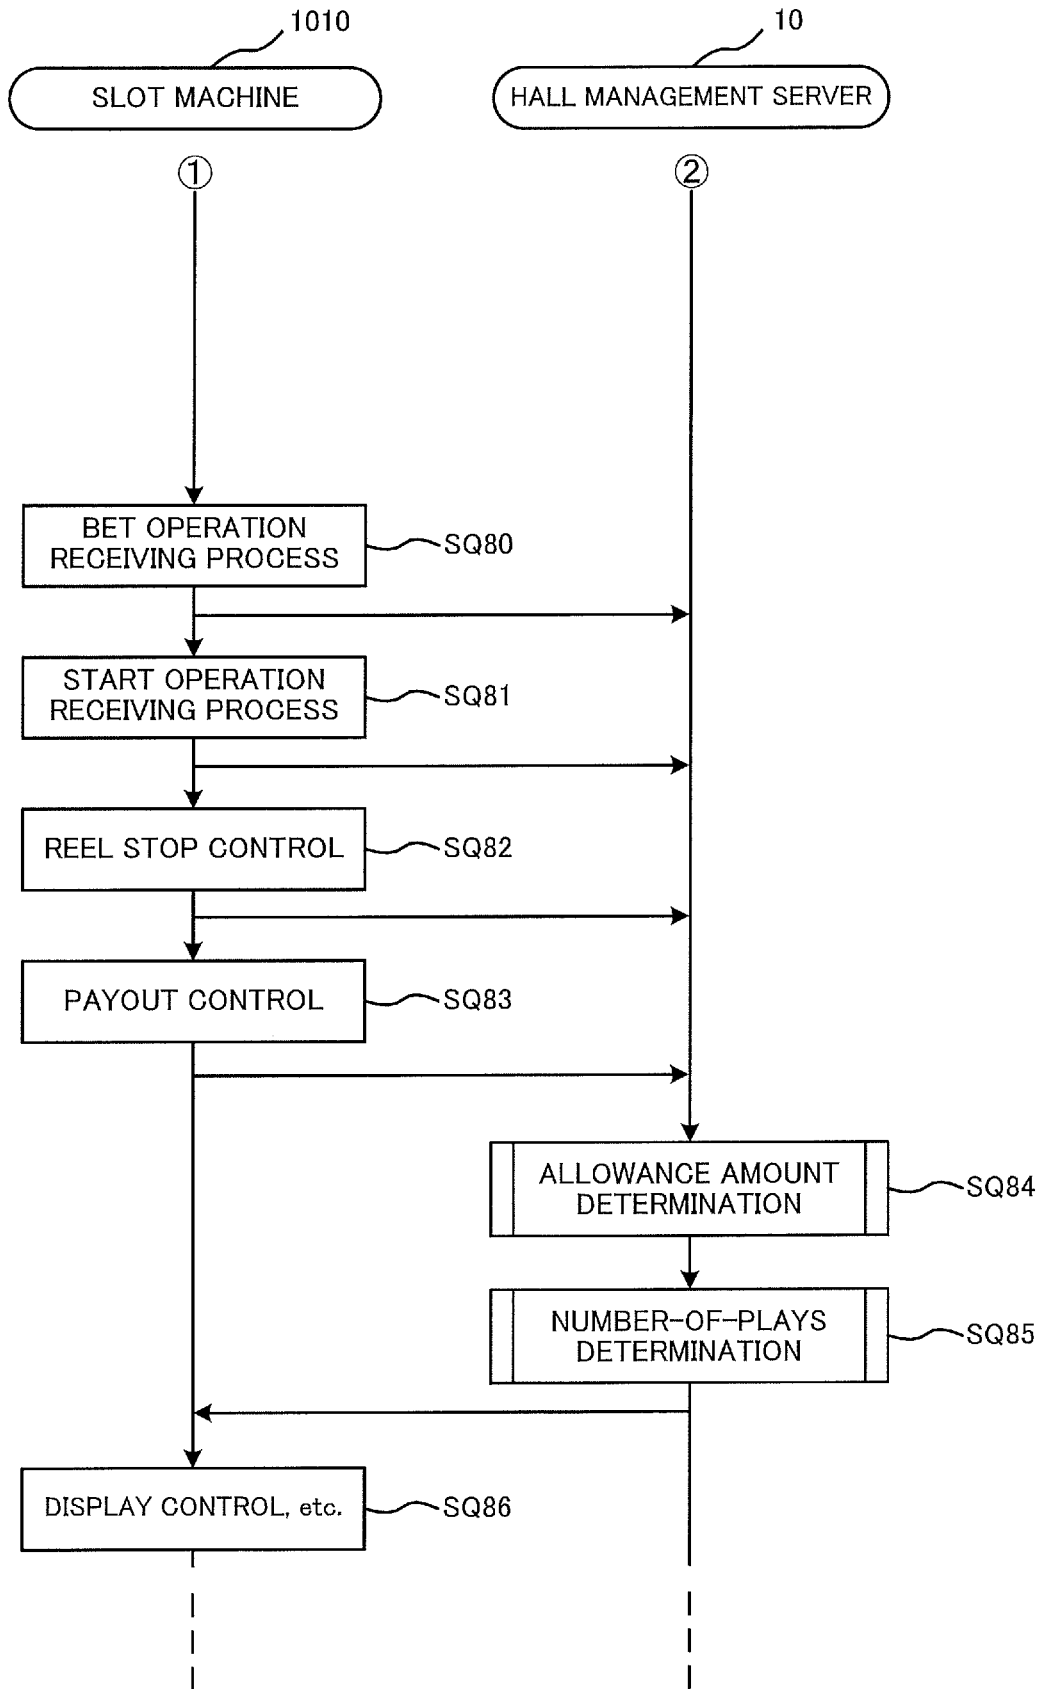 1010
10
SLOT MACHINE
HALL MANAGEMENT SERVER
①
②
BET OPERATION
RECEIVING PROCESS
SQ80
START OPERATION
RECEIVING PROCESS
SQ81
REEL STOP CONTROL
SQ82
PAYOUT CONTROL
SQ83
ALLOWANCE AMOUNT
DETERMINATION
SQ84
NUMBER-OF-PLAYS
DETERMINATION
SQ85
DISPLAY CONTROL, etc.
SQ86